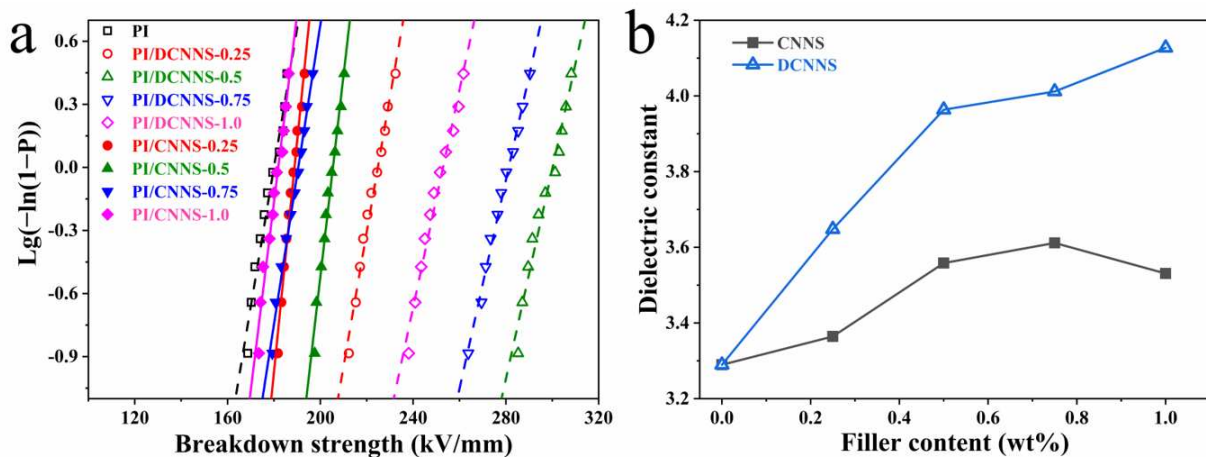 a
Lg(−ln(1−P))
0.6
0.3
0.0
-0.3
-0.6
-0.9
PI
PI/DCNNS-0.25
PI/DCNNS-0.5
PI/DCNNS-0.75
PI/DCNNS-1.0
PI/CNNS-0.25
PI/CNNS-0.5
PI/CNNS-0.75
PI/CNNS-1.0
120 160 200 240 280 320
Breakdown strength (kV/mm)
b
Dielectric constant
4.2
4.0
3.8
3.6
3.4
3.2
CNNS
DCNNS
0.0 0.2 0.4 0.6 0.8 1.0
Filler content (wt%)